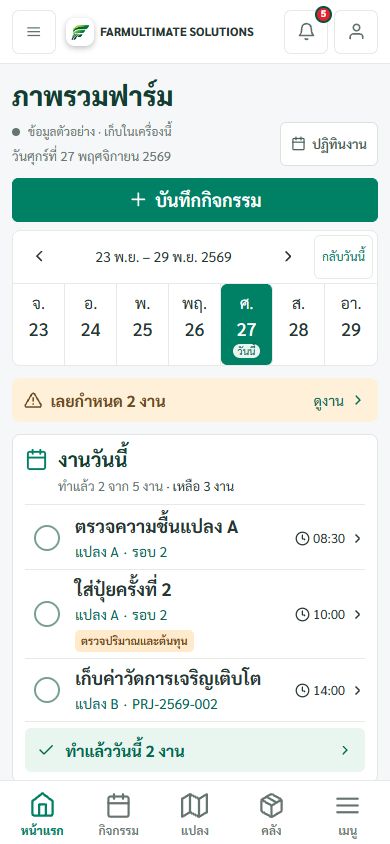 FARMULTIMATE SOLUTIONS
5
ภาพรวมฟาร์ม
ข้อมูลตัวอย่าง · เก็บในเครื่องนี้
วันศุกร์ที่ 27 พฤศจิกายน 2569
ปฏิทินงาน
+ บันทึกกิจกรรม
23 พ.ย. – 29 พ.ย. 2569
กลับวันนี้
จ. อ. พ. พฤ. ศ. ส. อา.
23 24 25 26 27 28 29
วันนี้
เลยกำหนด 2 งาน ดูงาน
งานวันนี้
ทำแล้ว 2 จาก 5 งาน · เหลือ 3 งาน
ตรวจความชื้นแปลง A 08:30
แปลง A · รอบ 2
ใส่ปุ๋ยครั้งที่ 2 10:00
แปลง A · รอบ 2
ตรวจปริมาณและต้นทุน
เก็บค่าวัดการเจริญเติบโต 14:00
แปลง B · PRJ-2569-002
ทำแล้ววันนี้ 2 งาน
หน้าแรก กิจกรรม แปลง คลัง เมนู